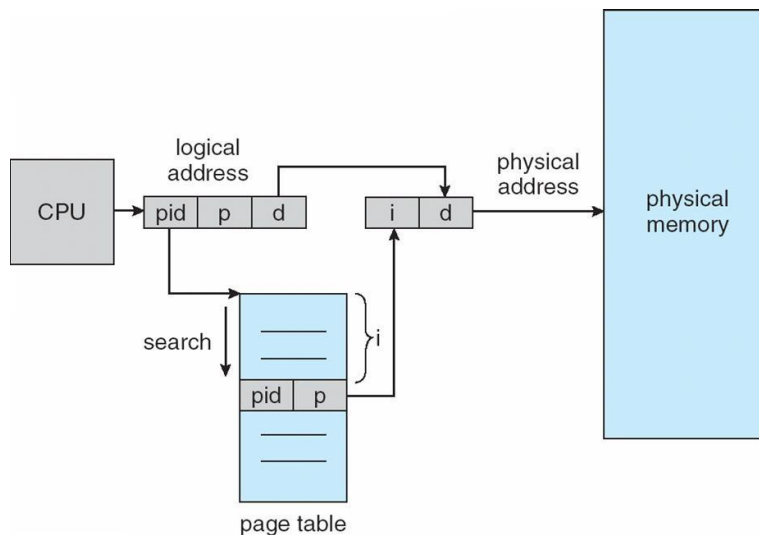 logical
address
physical
address
CPU
pid p d
i d
physical
memory
search
i
pid p
page table